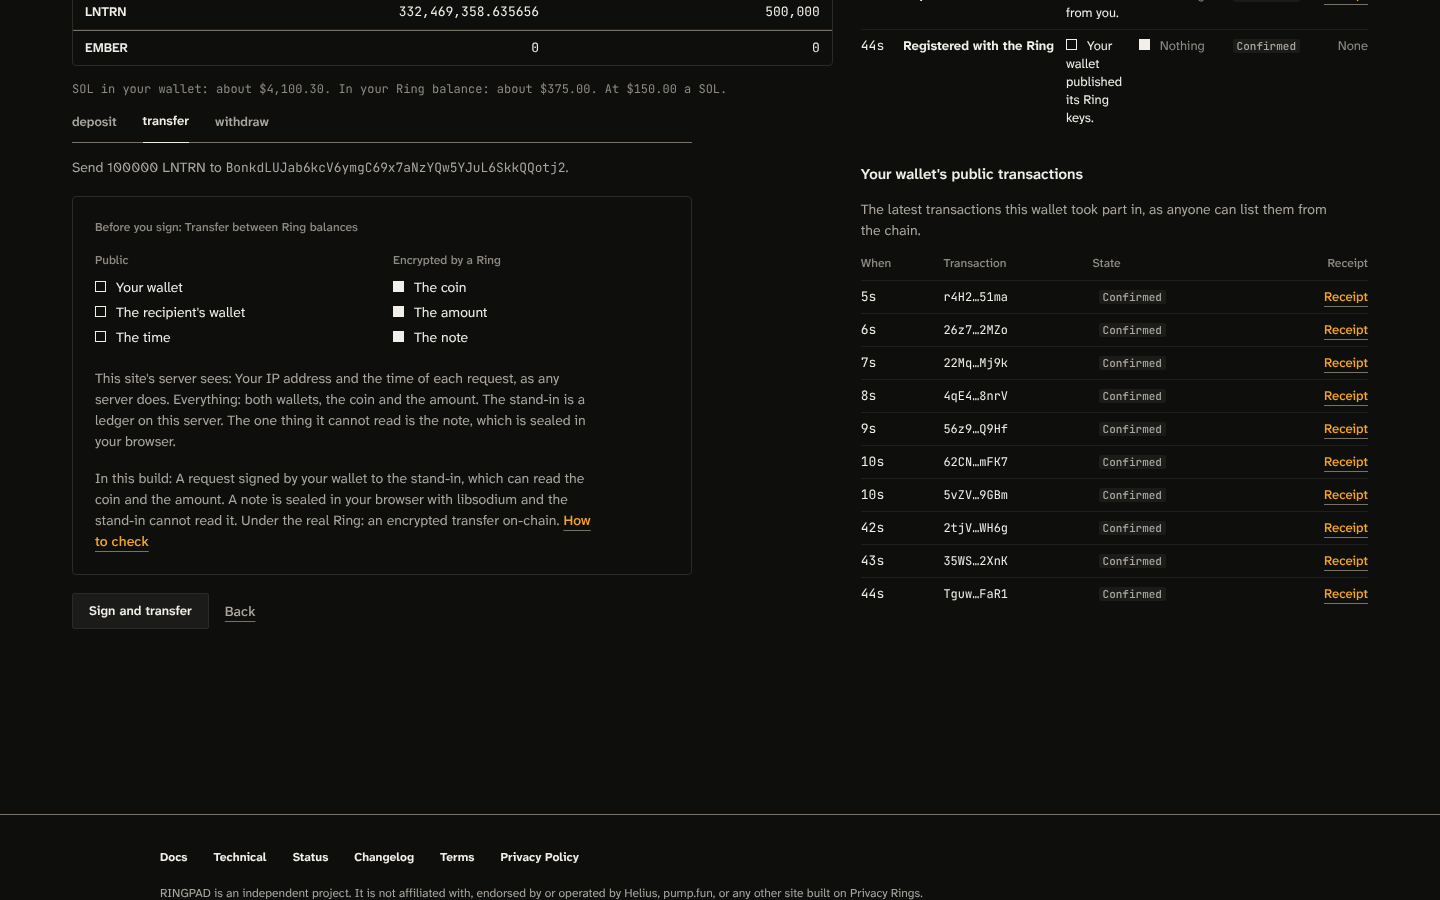 LNTRN 332,469,358.635656 500,000
EMBER 0 0
SOL in your wallet: about $4,100.30. In your Ring balance: about $375.00. At $150.00 a SOL.
deposit transfer withdraw
Send 100000 LNTRN to BonkdLUJab6kcV6ymgC69x7aNzYQw5YJuL6SkkQQotj2.
Before you sign: Transfer between Ring balances
Public Encrypted by a Ring
Your wallet The coin
The recipient's wallet The amount
The time The note
This site's server sees: Your IP address and the time of each request, as any
server does. Everything: both wallets, the coin and the amount. The stand-in is a
ledger on this server. The one thing it cannot read is the note, which is sealed in
your browser.
In this build: A request signed by your wallet to the stand-in, which can read the
coin and the amount. A note is sealed in your browser with libsodium and the
stand-in cannot read it. Under the real Ring: an encrypted transfer on-chain. How
to check
Sign and transfer Back
from you.
44s Registered with the Ring Your Nothing Confirmed None
wallet
published
its Ring
keys.
Your wallet's public transactions
The latest transactions this wallet took part in, as anyone can list them from
the chain.
When Transaction State Receipt
5s r4H2…51ma Confirmed Receipt
6s 26z7…2MZo Confirmed Receipt
7s 22Mq…Mj9k Confirmed Receipt
8s 4qE4…8nrV Confirmed Receipt
9s 56z9…Q9Hf Confirmed Receipt
10s 62CN…mFK7 Confirmed Receipt
10s 5vZV…9GBm Confirmed Receipt
42s 2tjV…WH6g Confirmed Receipt
43s 35WS…2XnK Confirmed Receipt
44s Tguw…FaR1 Confirmed Receipt
Docs Technical Status Changelog Terms Privacy Policy
RINGPAD is an independent project. It is not affiliated with, endorsed by or operated by Helius, pump.fun, or any other site built on Privacy Rings.